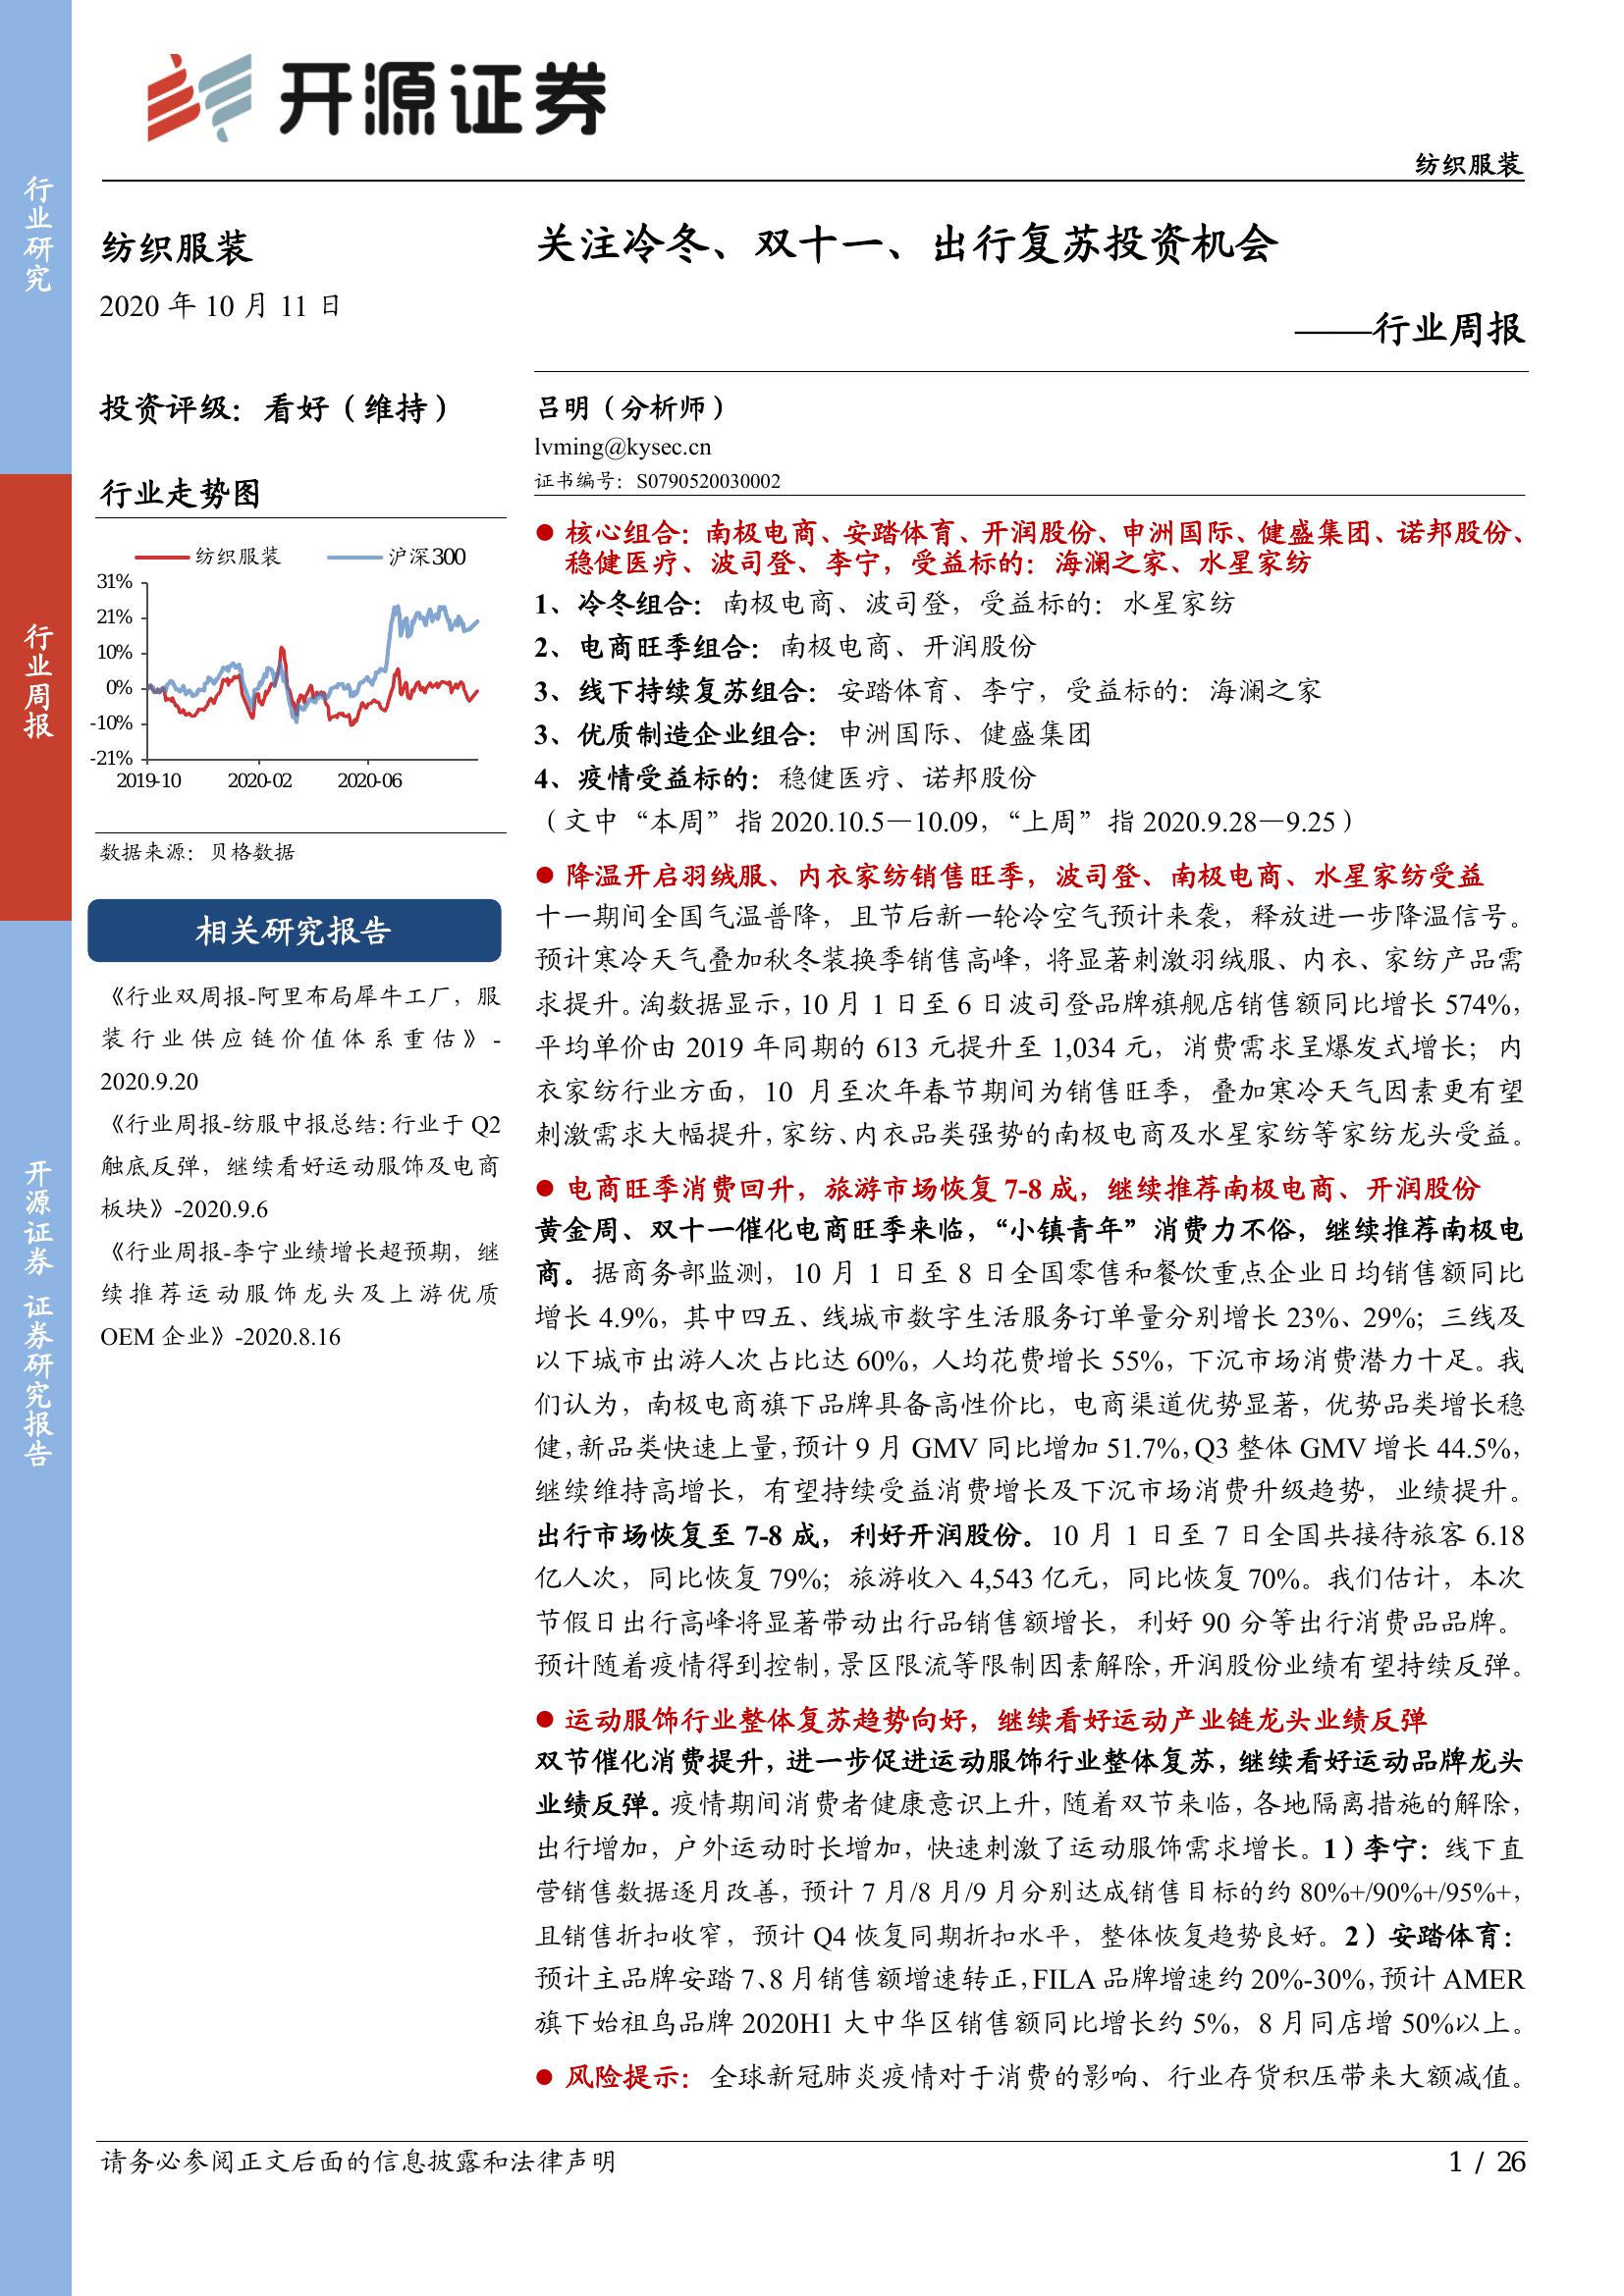 开源证券
纺织服装
行业研究
行业周报
开源证券 证券研究报告
纺织服装
2020 年 10 月 11 日
投资评级：看好（维持）
行业走势图
纺织服装
沪深300
31%
21%
10%
0%
-10%
-21%
2019-10
2020-02
2020-06
数据来源：贝格数据
相关研究报告
《行业双周报-阿里布局犀牛工厂，服
装行业供应链价值体系重估》-
2020.9.20
《行业周报-纺服中报总结：行业于 Q2
触底反弹，继续看好运动服饰及电商
板块》-2020.9.6
《行业周报-李宁业绩增长超预期，继
续推荐运动服饰龙头及上游优质
OEM 企业》-2020.8.16
关注冷冬、双十一、出行复苏投资机会
——行业周报
吕明（分析师）
lvming@kysec.cn
证书编号：S0790520030002
● 核心组合：南极电商、安踏体育、开润股份、申洲国际、健盛集团、诺邦股份、
稳健医疗、波司登、李宁，受益标的：海澜之家、水星家纺
1、冷冬组合：南极电商、波司登，受益标的：水星家纺
2、电商旺季组合：南极电商、开润股份
3、线下持续复苏组合：安踏体育、李宁，受益标的：海澜之家
3、优质制造企业组合：申洲国际、健盛集团
4、疫情受益标的：稳健医疗、诺邦股份
（文中“本周”指 2020.10.5—10.09，“上周”指 2020.9.28—9.25）
● 降温开启羽绒服、内衣家纺销售旺季，波司登、南极电商、水星家纺受益
十一期间全国气温普降，且节后新一轮冷空气预计来袭，释放进一步降温信号。
预计寒冷天气叠加秋冬装换季销售高峰，将显著刺激羽绒服、内衣、家纺产品需
求提升。淘数据显示，10 月 1 日至 6 日波司登品牌旗舰店销售额同比增长 574%，
平均单价由 2019 年同期的 613 元提升至 1,034 元，消费需求呈爆发式增长；内
衣家纺行业方面，10 月至次年春节期间为销售旺季，叠加寒冷天气因素更有望
刺激需求大幅提升，家纺、内衣品类强势的南极电商及水星家纺等家纺龙头受益。
● 电商旺季消费回升，旅游市场恢复 7-8 成，继续推荐南极电商、开润股份
黄金周、双十一催化电商旺季来临，“小镇青年”消费力不俗，继续推荐南极电
商。据商务部监测，10 月 1 日至 8 日全国零售和餐饮重点企业日均销售额同比
增长 4.9%，其中四五、线城市数字生活服务订单量分别增长 23%、29%；三线及
以下城市出游人次占比达 60%，人均花费增长 55%，下沉市场消费潜力十足。我
们认为，南极电商旗下品牌具备高性价比，电商渠道优势显著，优势品类增长稳
健，新品类快速上量，预计 9 月 GMV 同比增加 51.7%，Q3 整体 GMV 增长 44.5%，
继续维持高增长，有望持续受益消费增长及下沉市场消费升级趋势，业绩提升。
出行市场恢复至 7-8 成，利好开润股份。10 月 1 日至 7 日全国共接待旅客 6.18
亿人次，同比恢复 79%；旅游收入 4,543 亿元，同比恢复 70%。我们估计，本次
节假日出行高峰将显著带动出行品销售额增长，利好 90 分等出行消费品品牌。
预计随着疫情得到控制，景区限流等限制因素解除，开润股份业绩有望持续反弹。
● 运动服饰行业整体复苏趋势向好，继续看好运动产业链龙头业绩反弹
双节催化消费提升，进一步促进运动服饰行业整体复苏，继续看好运动品牌龙头
业绩反弹。疫情期间消费者健康意识上升，随着双节来临，各地隔离措施的解除，
出行增加，户外运动时长增加，快速刺激了运动服饰需求增长。1）李宁：线下直
营销售数据逐月改善，预计 7 月/8 月/9 月分别达成销售目标的约 80%+/90%+/95%+，
且销售折扣收窄，预计 Q4 恢复同期折扣水平，整体恢复趋势良好。2）安踏体育：
预计主品牌安踏 7、8 月销售额增速转正，FILA 品牌增速约 20%-30%，预计 AMER
旗下始祖鸟品牌 2020H1 大中华区销售额同比增长约 5%，8 月同店增 50%以上。
● 风险提示：全球新冠肺炎疫情对于消费的影响、行业存货积压带来大额减值。
请务必参阅正文后面的信息披露和法律声明
1 / 26